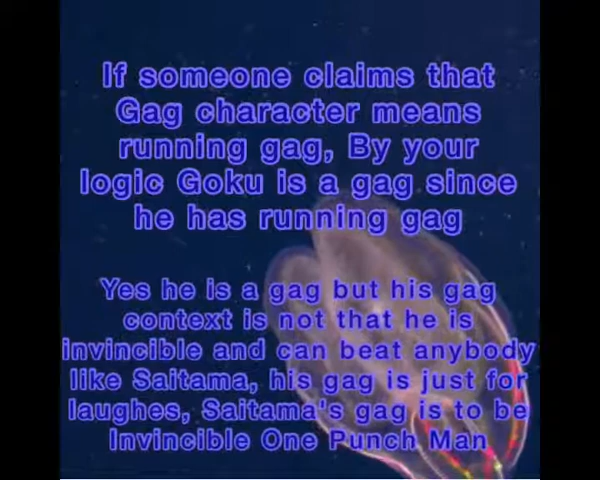 If someone claims that
Gag character means
running gag, By your
logic Goku is a gag since
he has running gag
Yes he is a gag but his gag
context is not that he is
invincible and can beat anybody
like Saitama, his gag is just for
laughes, Saitama's gag is to be
Invincible One Punch Man